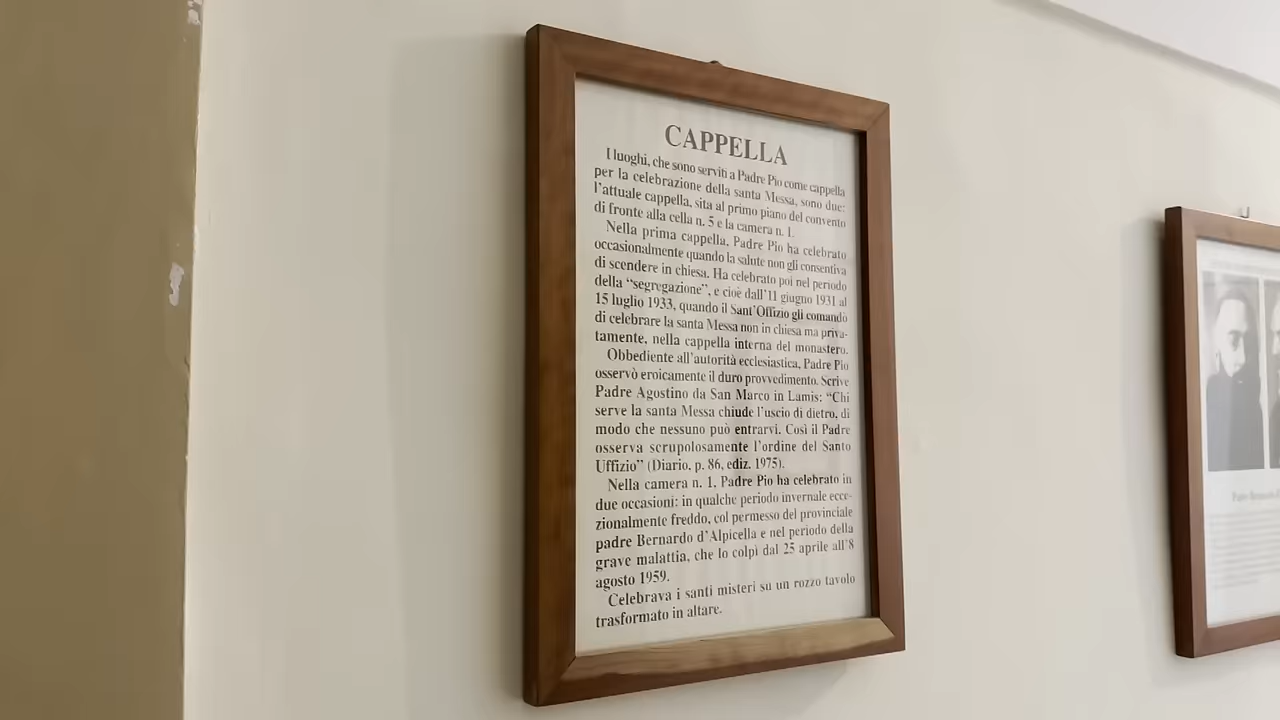 CAPPELLA
I luoghi, che sono serviti a Padre Pio come cappella
per la celebrazione della santa Messa, sono due:
l'attuale cappella, sita al primo piano del convento
di fronte alla cella n. 5 e la camera n. 1.
Nella prima cappella, Padre Pio ha celebrato
occasionalmente quando la salute non gli consentiva
di scendere in chiesa. Ha celebrato poi nel periodo
della “segregazione”, e cioè dall'11 giugno 1931 al
15 luglio 1933, quando il Sant'Offizio gli comandò
di celebrare la santa Messa non in chiesa ma priva-
tamente, nella cappella interna del monastero.
Obbediente all'autorità ecclesiastica, Padre Pio
osservò eroicamente il duro provvedimento. Scrive
Padre Agostino da San Marco in Lamis: “Chi
serve la santa Messa chiude l'uscio di dietro, di
modo che nessuno può entrarvi. Così il Padre
osserva scrupolosamente l'ordine del Santo
Uffizio” (Diario, p. 86, ediz. 1975).
Nella camera n. 1, Padre Pio ha celebrato in
due occasioni: in qualche periodo invernale ecce-
zionalmente freddo, col permesso del provinciale
padre Bernardo d'Alpicella e nel periodo della
grave malattia, che lo colpì dal 25 aprile all'8
agosto 1959.
Celebrava i santi misteri su un rozzo tavolo
trasformato in altare.